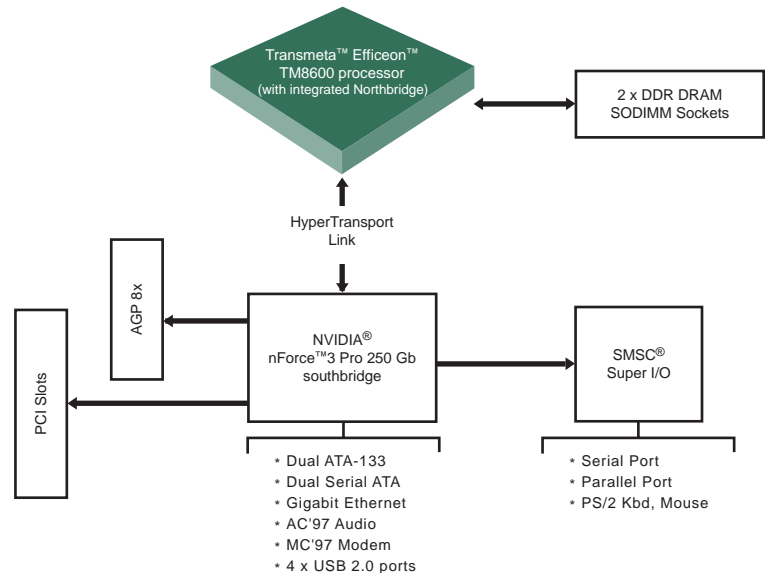 Transmeta™ Efficeon™
TM8600 processor
(with integrated Northbridge)
2 x DDR DRAM
SODIMM Sockets
HyperTransport
Link
AGP 8x
PCI Slots
NVIDIA®
nForce™3 Pro 250 Gb
southbridge
SMSC®
Super I/O
* Dual ATA-133
* Dual Serial ATA
* Gigabit Ethernet
* AC'97 Audio
* MC'97 Modem
* 4 x USB 2.0 ports
* Serial Port
* Parallel Port
* PS/2 Kbd, Mouse